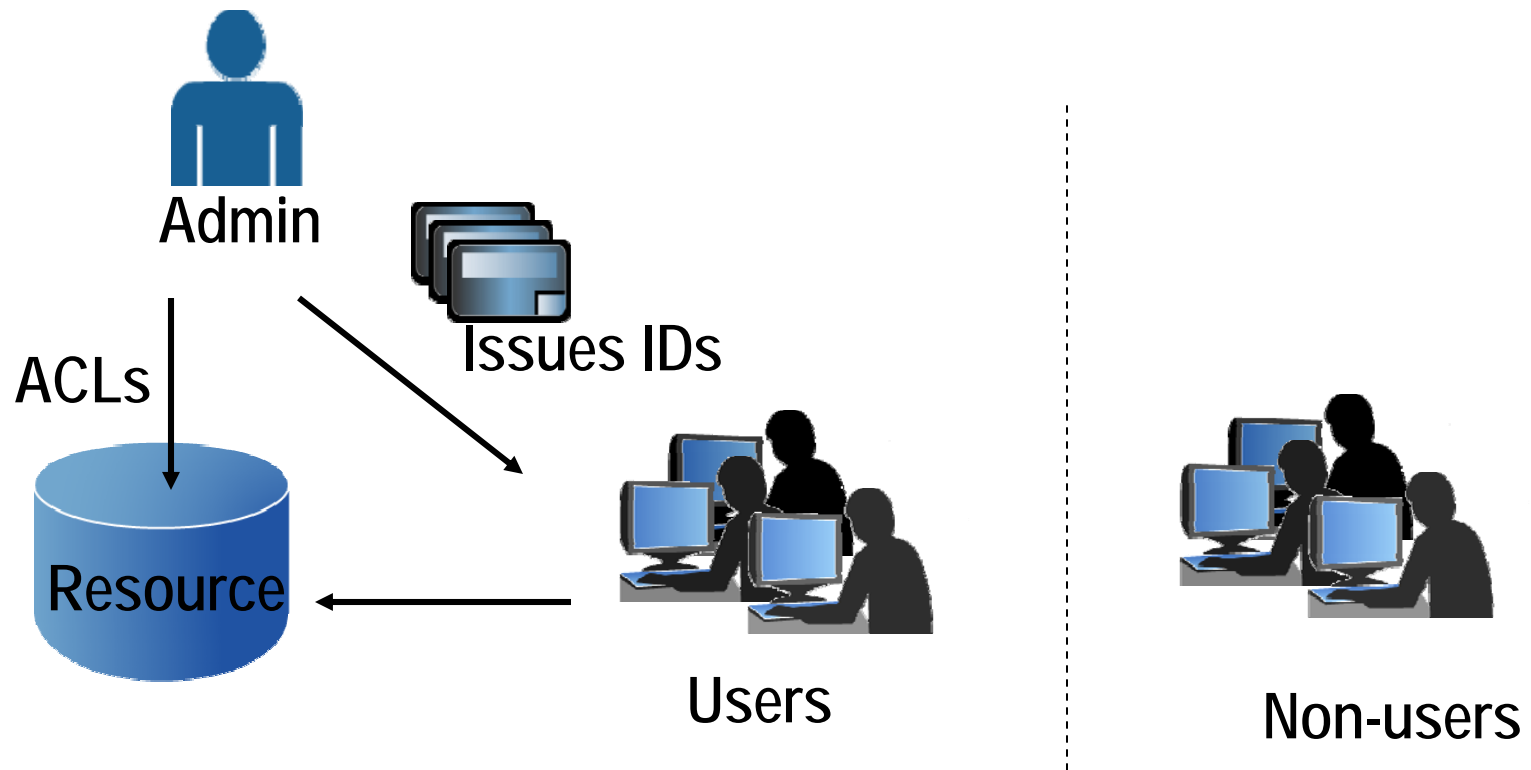 Admin
Issues IDs
ACLs
Resource
Users
Non-users